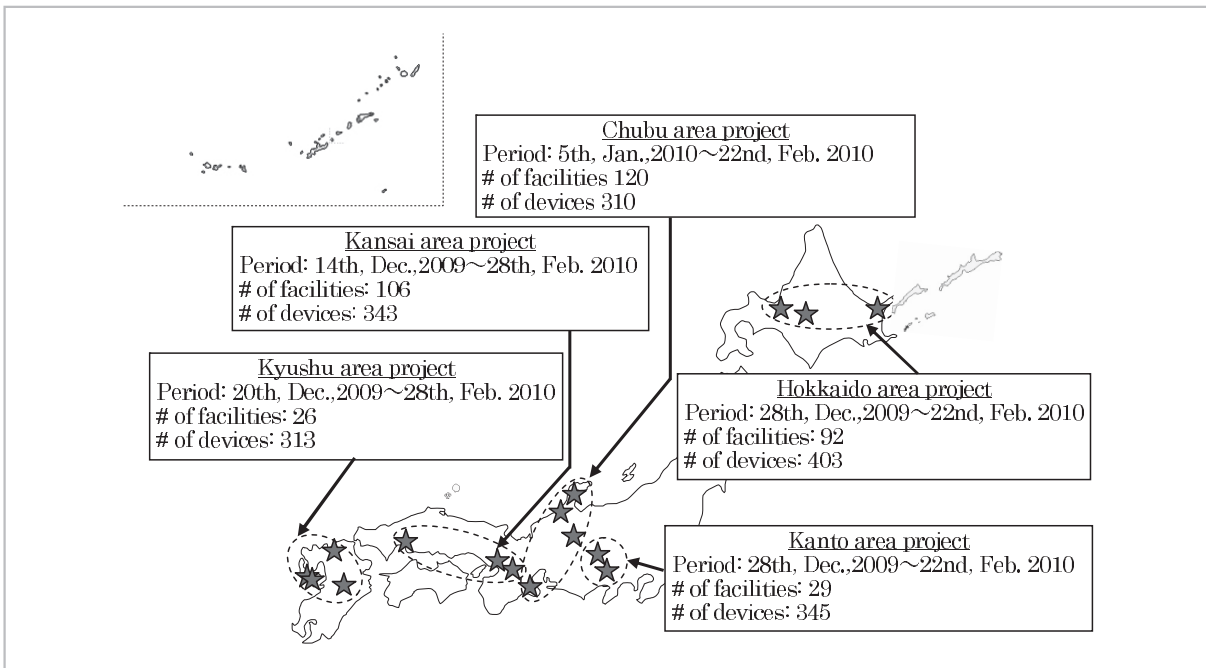 Chubu area project
Period: 5th, Jan.,2010～22nd, Feb. 2010
# of facilities 120
# of devices 310
Kansai area project
Period: 14th, Dec.,2009～28th, Feb. 2010
# of facilities: 106
# of devices: 343
Kyushu area project
Period: 20th, Dec.,2009～28th, Feb. 2010
# of facilities: 26
# of devices: 313
Hokkaido area project
Period: 28th, Dec.,2009～22nd, Feb. 2010
# of facilities: 92
# of devices: 403
Kanto area project
Period: 28th, Dec.,2009～22nd, Feb. 2010
# of facilities: 29
# of devices: 345